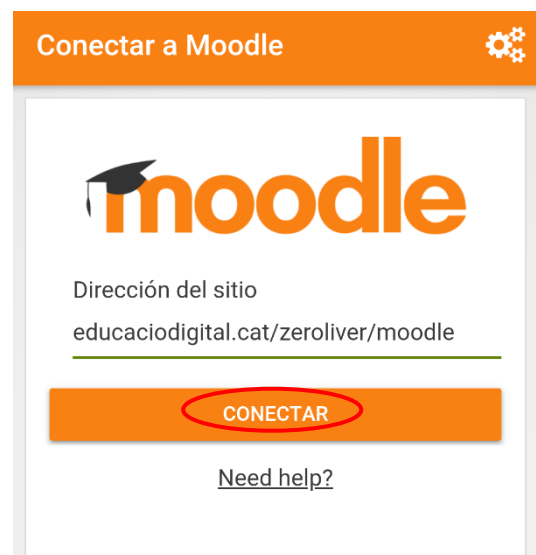 Conectar a Moodle
moodle
Dirección del sitio
educaciodigital.cat/zeroliver/moodle
CONECTAR
Need help?